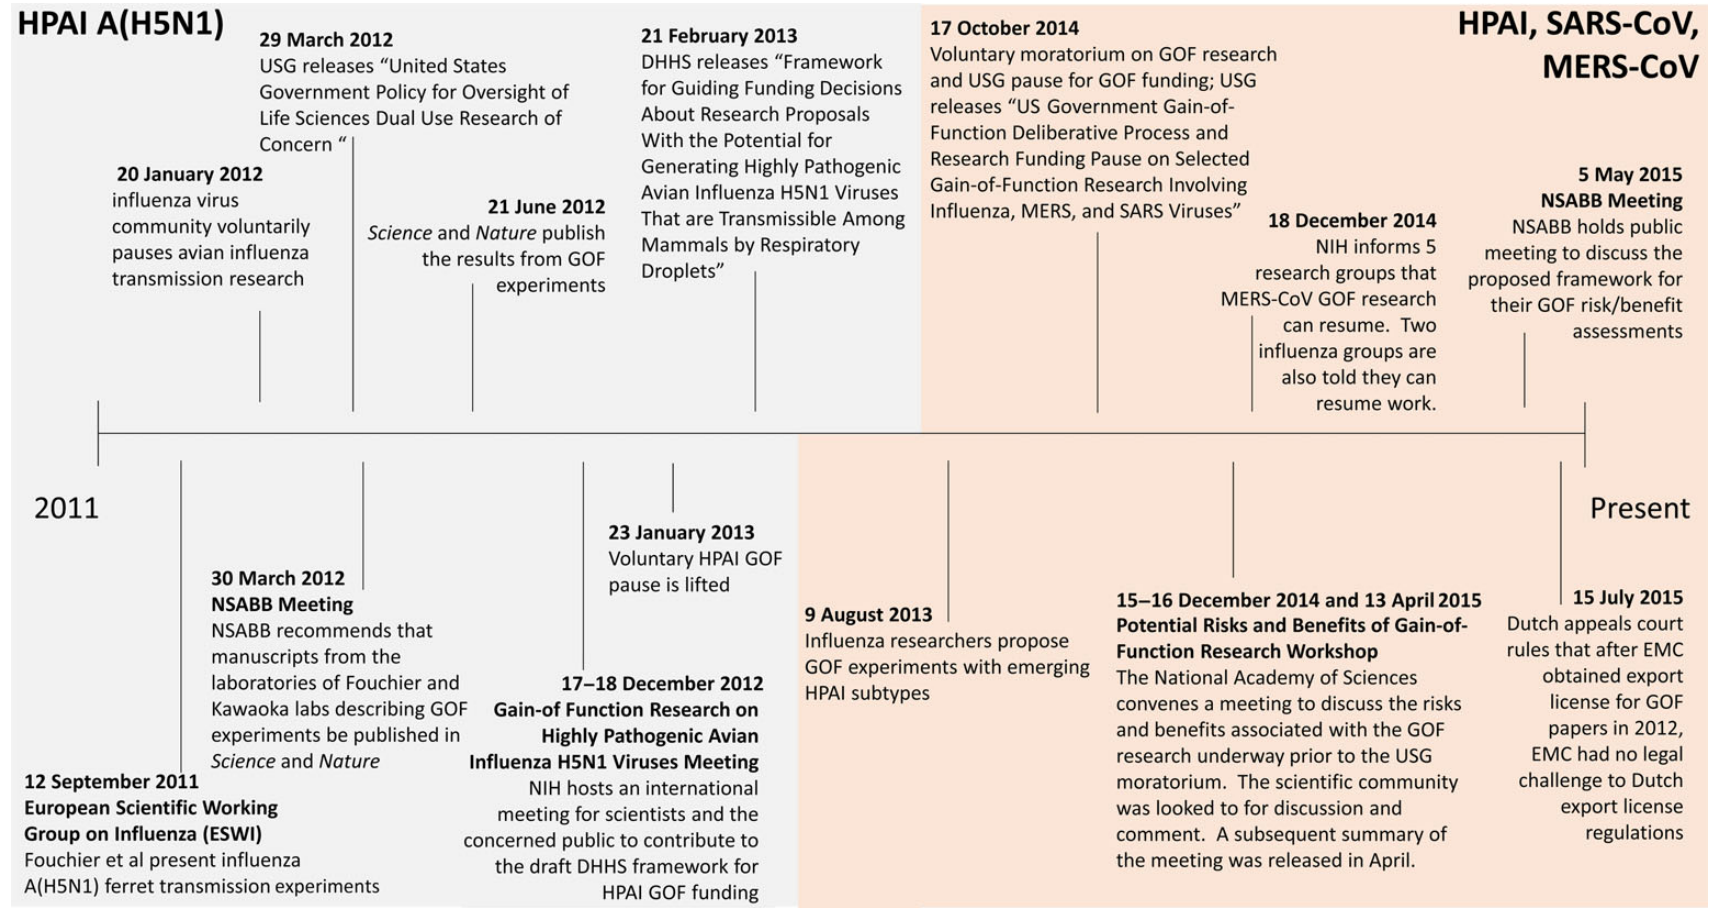 HPAI A(H5N1)
HPAI, SARS-CoV,
MERS-CoV
20 January 2012
influenza virus
community voluntarily
pauses avian influenza
transmission research
29 March 2012
USG releases “United States
Government Policy for Oversight of
Life Sciences Dual Use Research of
Concern “
21 June 2012
Science and Nature publish
the results from GOF
experiments
21 February 2013
DHHS releases “Framework
for Guiding Funding Decisions
About Research Proposals
With the Potential for
Generating Highly Pathogenic
Avian Influenza H5N1 Viruses
That are Transmissible Among
Mammals by Respiratory
Droplets”
17 October 2014
Voluntary moratorium on GOF research
and USG pause for GOF funding; USG
releases “US Government Gain-of-
Function Deliberative Process and
Research Funding Pause on Selected
Gain-of-Function Research Involving
Influenza, MERS, and SARS Viruses”
18 December 2014
NIH informs 5
research groups that
MERS-CoV GOF research
can resume.  Two
influenza groups are
also told they can
resume work.
5 May 2015
NSABB Meeting
NSABB holds public
meeting to discuss the
proposed framework for
their GOF risk/benefit
assessments
2011
Present
12 September 2011
European Scientific Working
Group on Influenza (ESWI)
Fouchier et al present influenza
A(H5N1) ferret transmission experiments
30 March 2012
NSABB Meeting
NSABB recommends that
manuscripts from the
laboratories of Fouchier and
Kawaoka labs describing GOF
experiments be published in
Science and Nature
17–18 December 2012
Gain-of Function Research on
Highly Pathogenic Avian
Influenza H5N1 Viruses Meeting
NIH hosts an international
meeting for scientists and the
concerned public to contribute to
the draft DHHS framework for
HPAI GOF funding
23 January 2013
Voluntary HPAI GOF
pause is lifted
9 August 2013
Influenza researchers propose
GOF experiments with emerging
HPAI subtypes
15–16 December 2014 and 13 April 2015
Potential Risks and Benefits of Gain-of-
Function Research Workshop
The National Academy of Sciences
convenes a meeting to discuss the risks
and benefits associated with the GOF
research underway prior to the USG
moratorium.  The scientific community
was looked to for discussion and
comment.  A subsequent summary of
the meeting was released in April.
15 July 2015
Dutch appeals court
rules that after EMC
obtained export
license for GOF
papers in 2012,
EMC had no legal
challenge to Dutch
export license
regulations